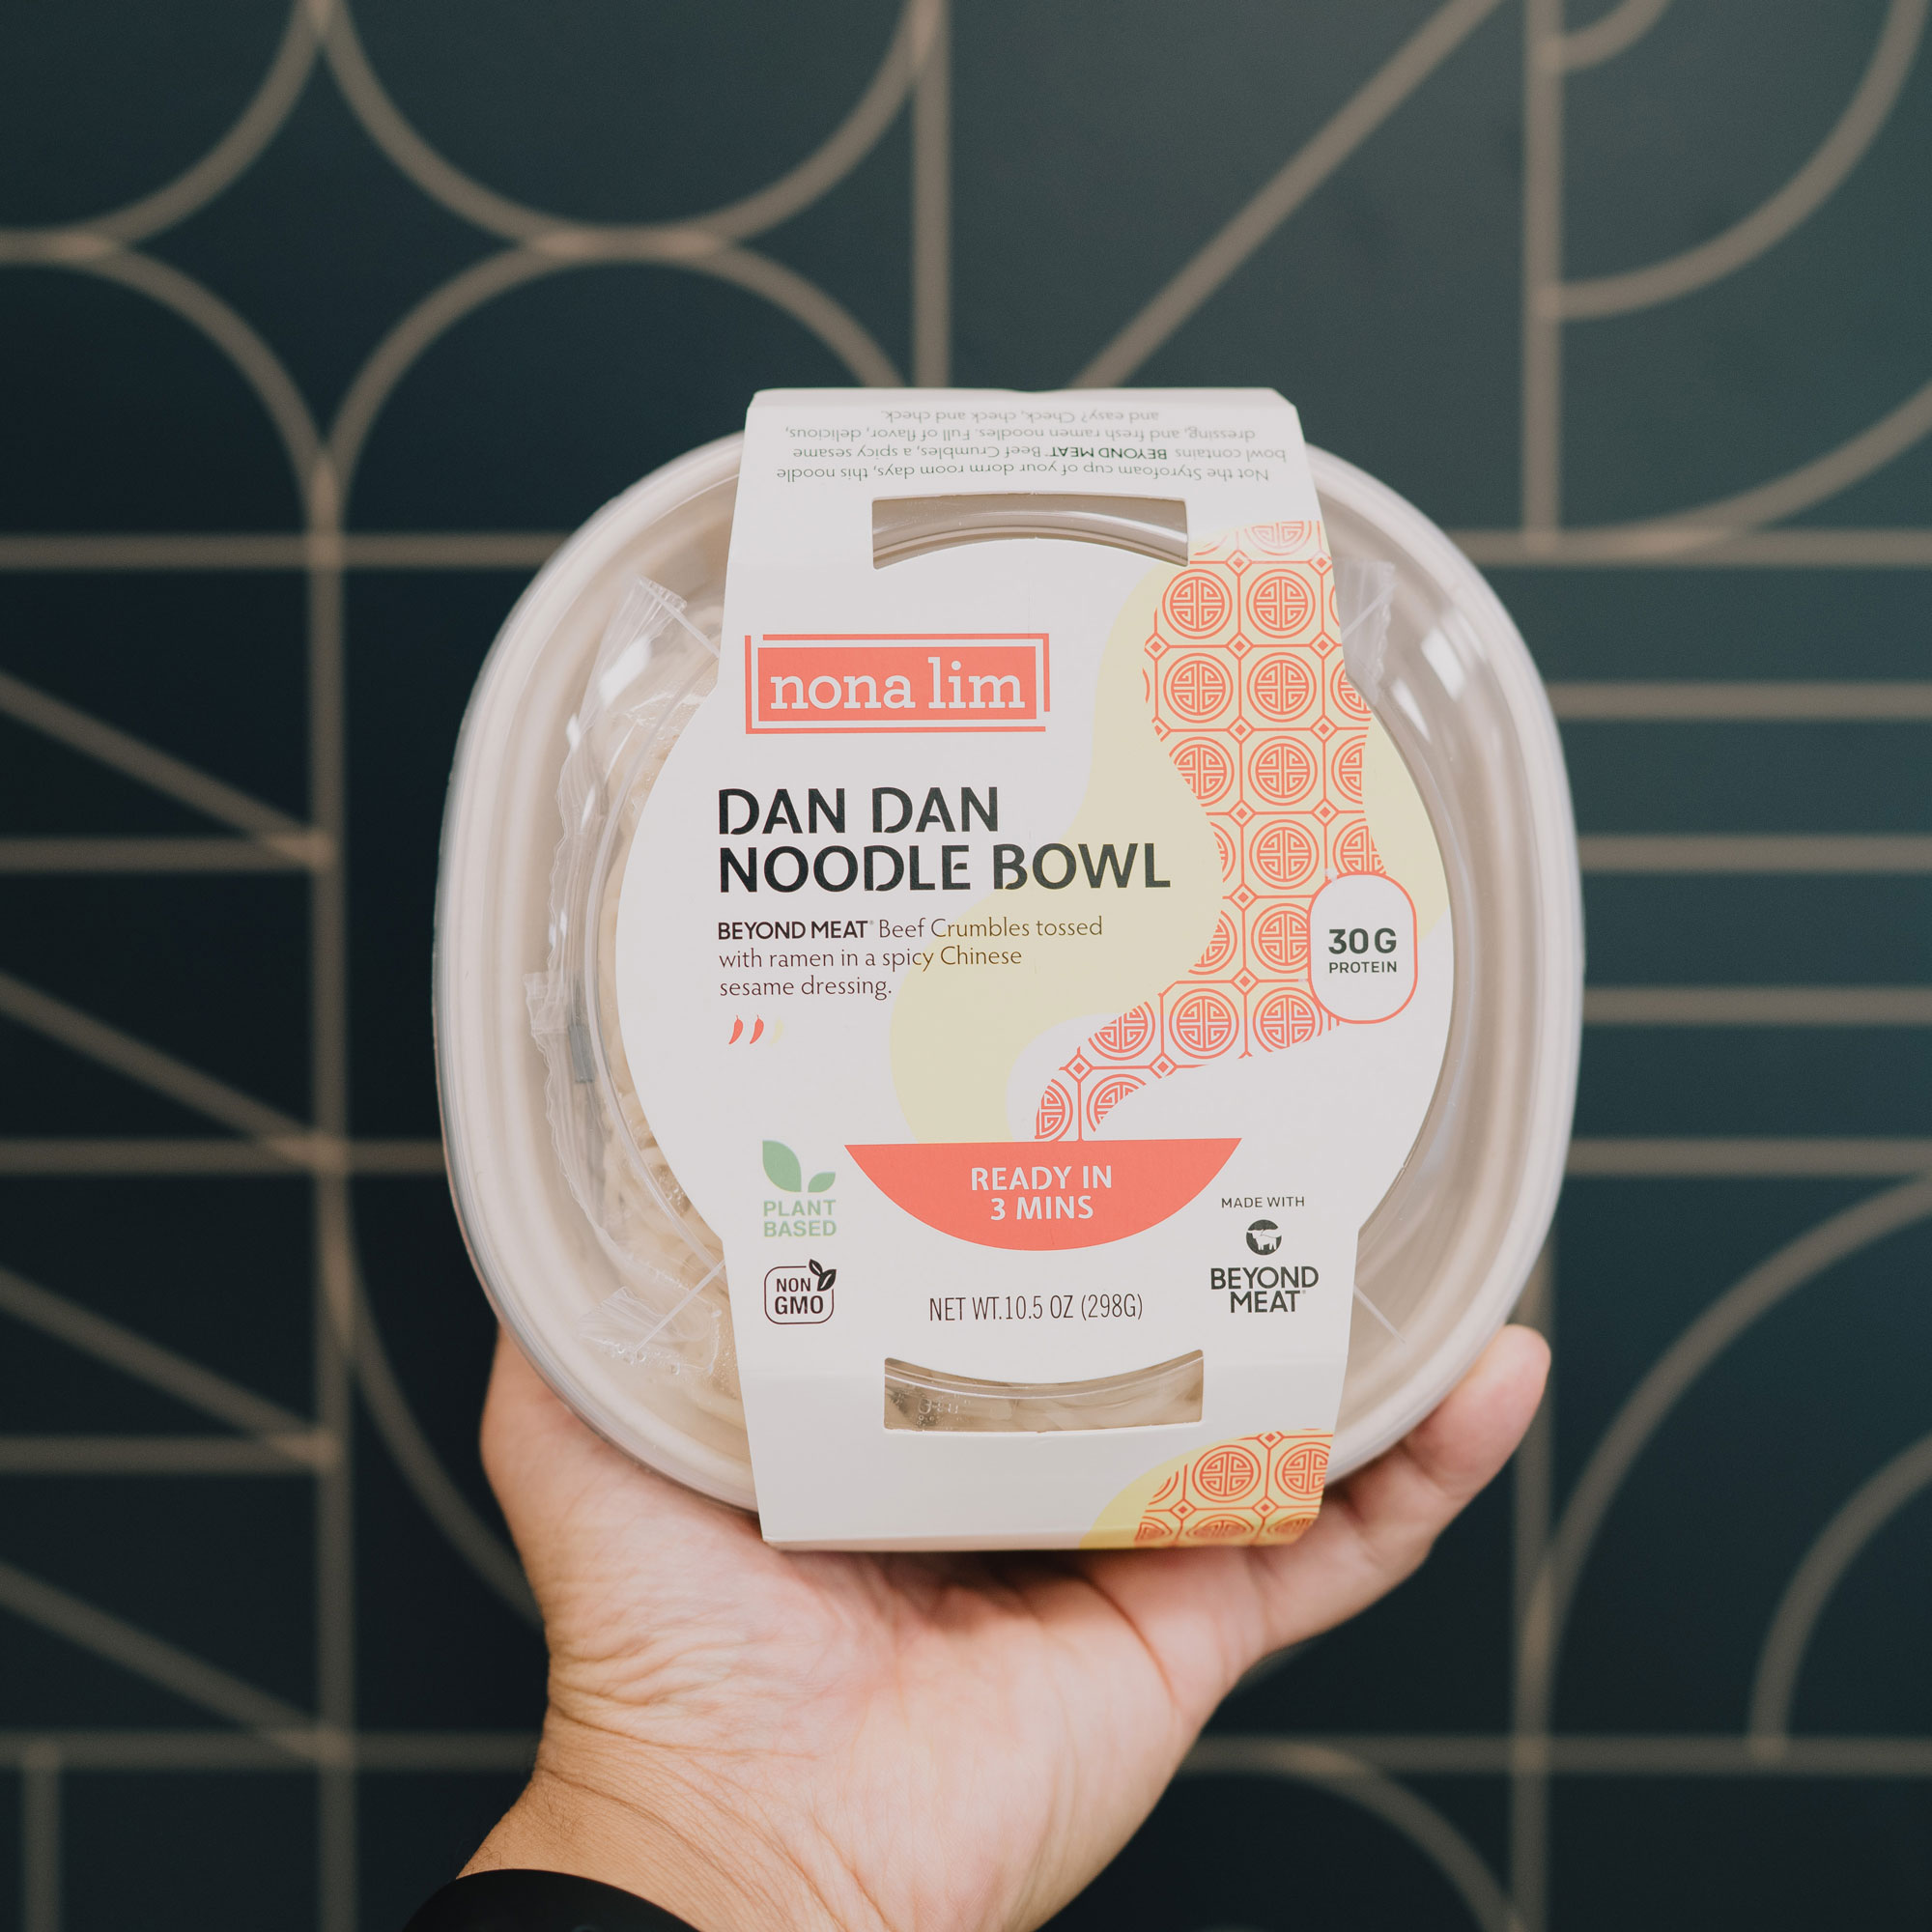 Not the Styrofoam cup of your dorm room days, this noodle
bowl contains BEYOND MEAT® Beef Crumbles, a spicy sesame
dressing and fresh ramen noodles. Full of flavor, delicious,
and easy? Check, check and check.
nona lim
DAN DAN
NOODLE BOWL
BEYOND MEAT® Beef Crumbles tossed
with ramen in a spicy Chinese
sesame dressing.
30G
PROTEIN
READY IN
3 MINS
PLANT
BASED
NON
GMO
NET WT.10.5 OZ (298G)
MADE WITH
BEYOND
MEAT®